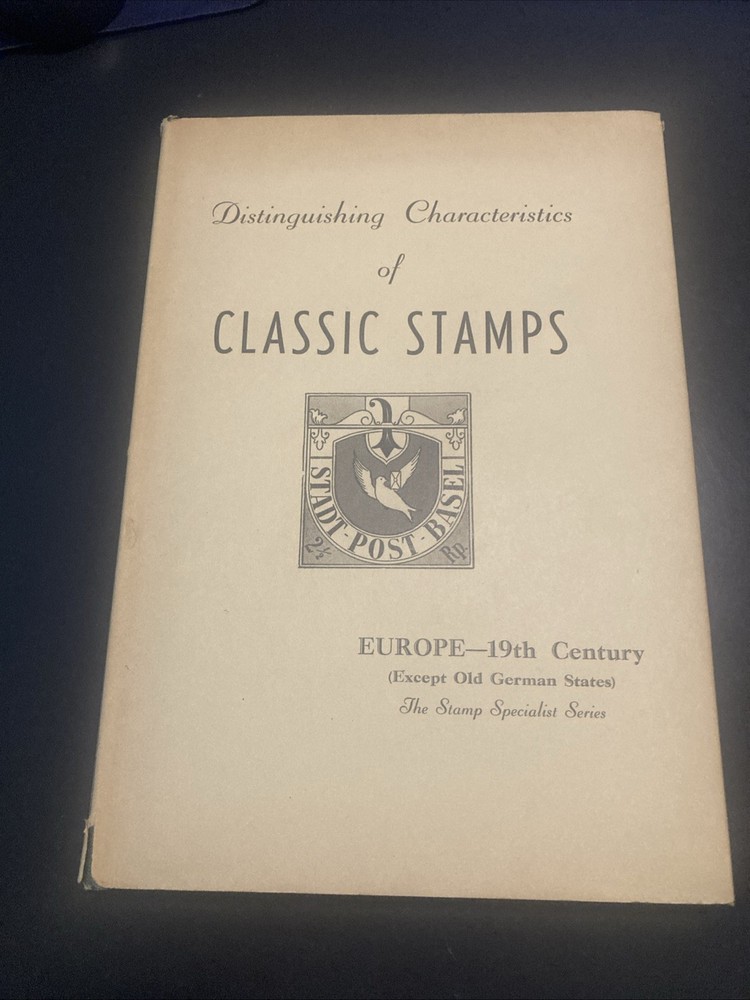 Distinguishing Characteristics
of
CLASSIC STAMPS
STADT-POST-BASEL
2½ Rp.
EUROPE—19th Century
(Except Old German States)
The Stamp Specialist Series